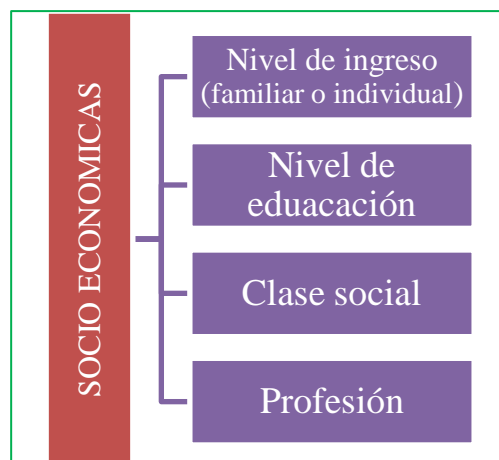 SOCIO ECONOMICAS
Nivel de ingreso
(familiar o individual)
Nivel de
eduacación
Clase social
Profesión